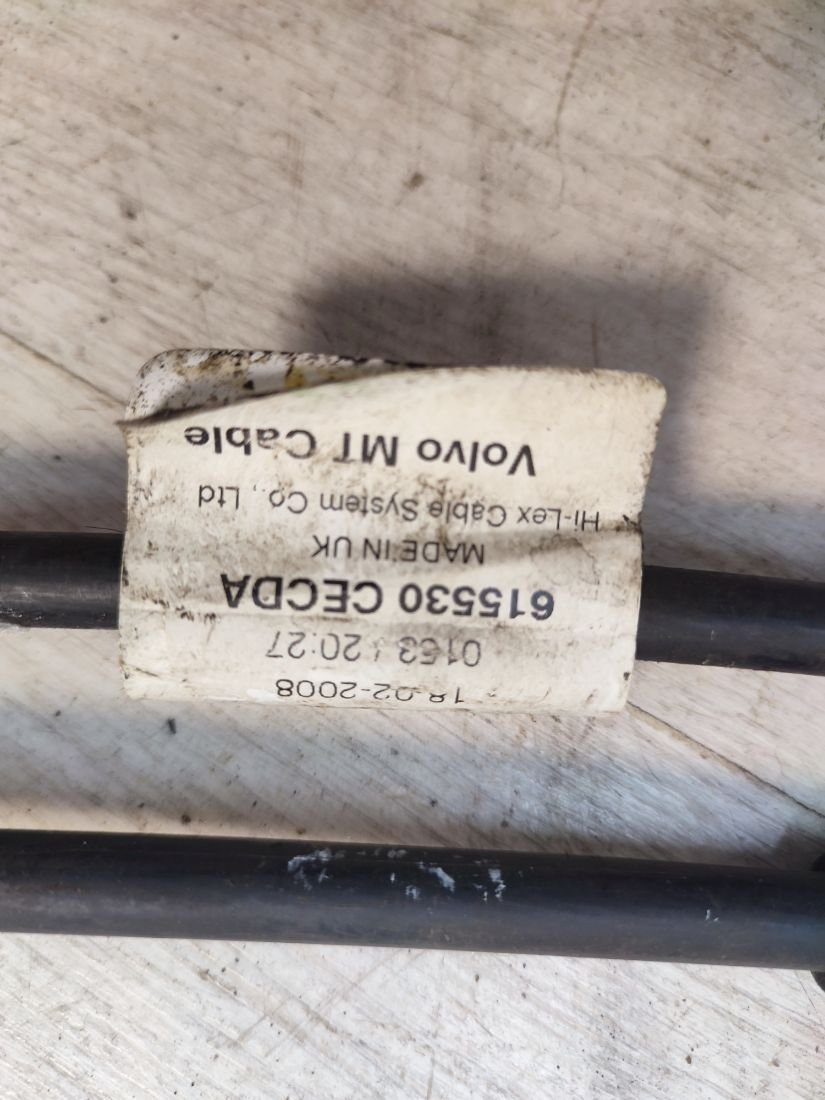 18-02-2008
0153 / 20:27
615530 CECDA
MADE IN UK
Hi-Lex Cable System Co., Ltd
Volvo MT Cable